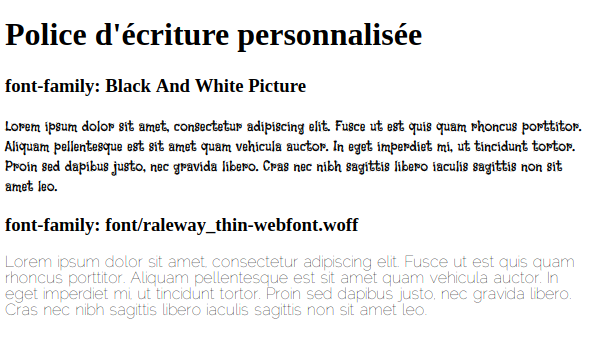 Police d'écriture personnalisée
font-family: Black And White Picture
Lorem ipsum dolor sit amet, consectetur adipiscing elit. Fusce ut est quis quam rhoncus porttitor.
Aliquam pellentesque est sit amet quam vehicula auctor. In eget imperdiet mi, ut tincidunt tortor.
Proin sed dapibus justo, nec gravida libero. Cras nec nibh sagittis libero iaculis sagittis non sit
amet leo.
font-family: font/raleway_thin-webfont.woff
Lorem ipsum dolor sit amet, consectetur adipiscing elit. Fusce ut est quis quam
rhoncus porttitor. Aliquam pellentesque est sit amet quam vehicula auctor. In
eget imperdiet mi, ut tincidunt tortor. Proin sed dapibus justo, nec gravida libero.
Cras nec nibh sagittis libero iaculis sagittis non sit amet leo.